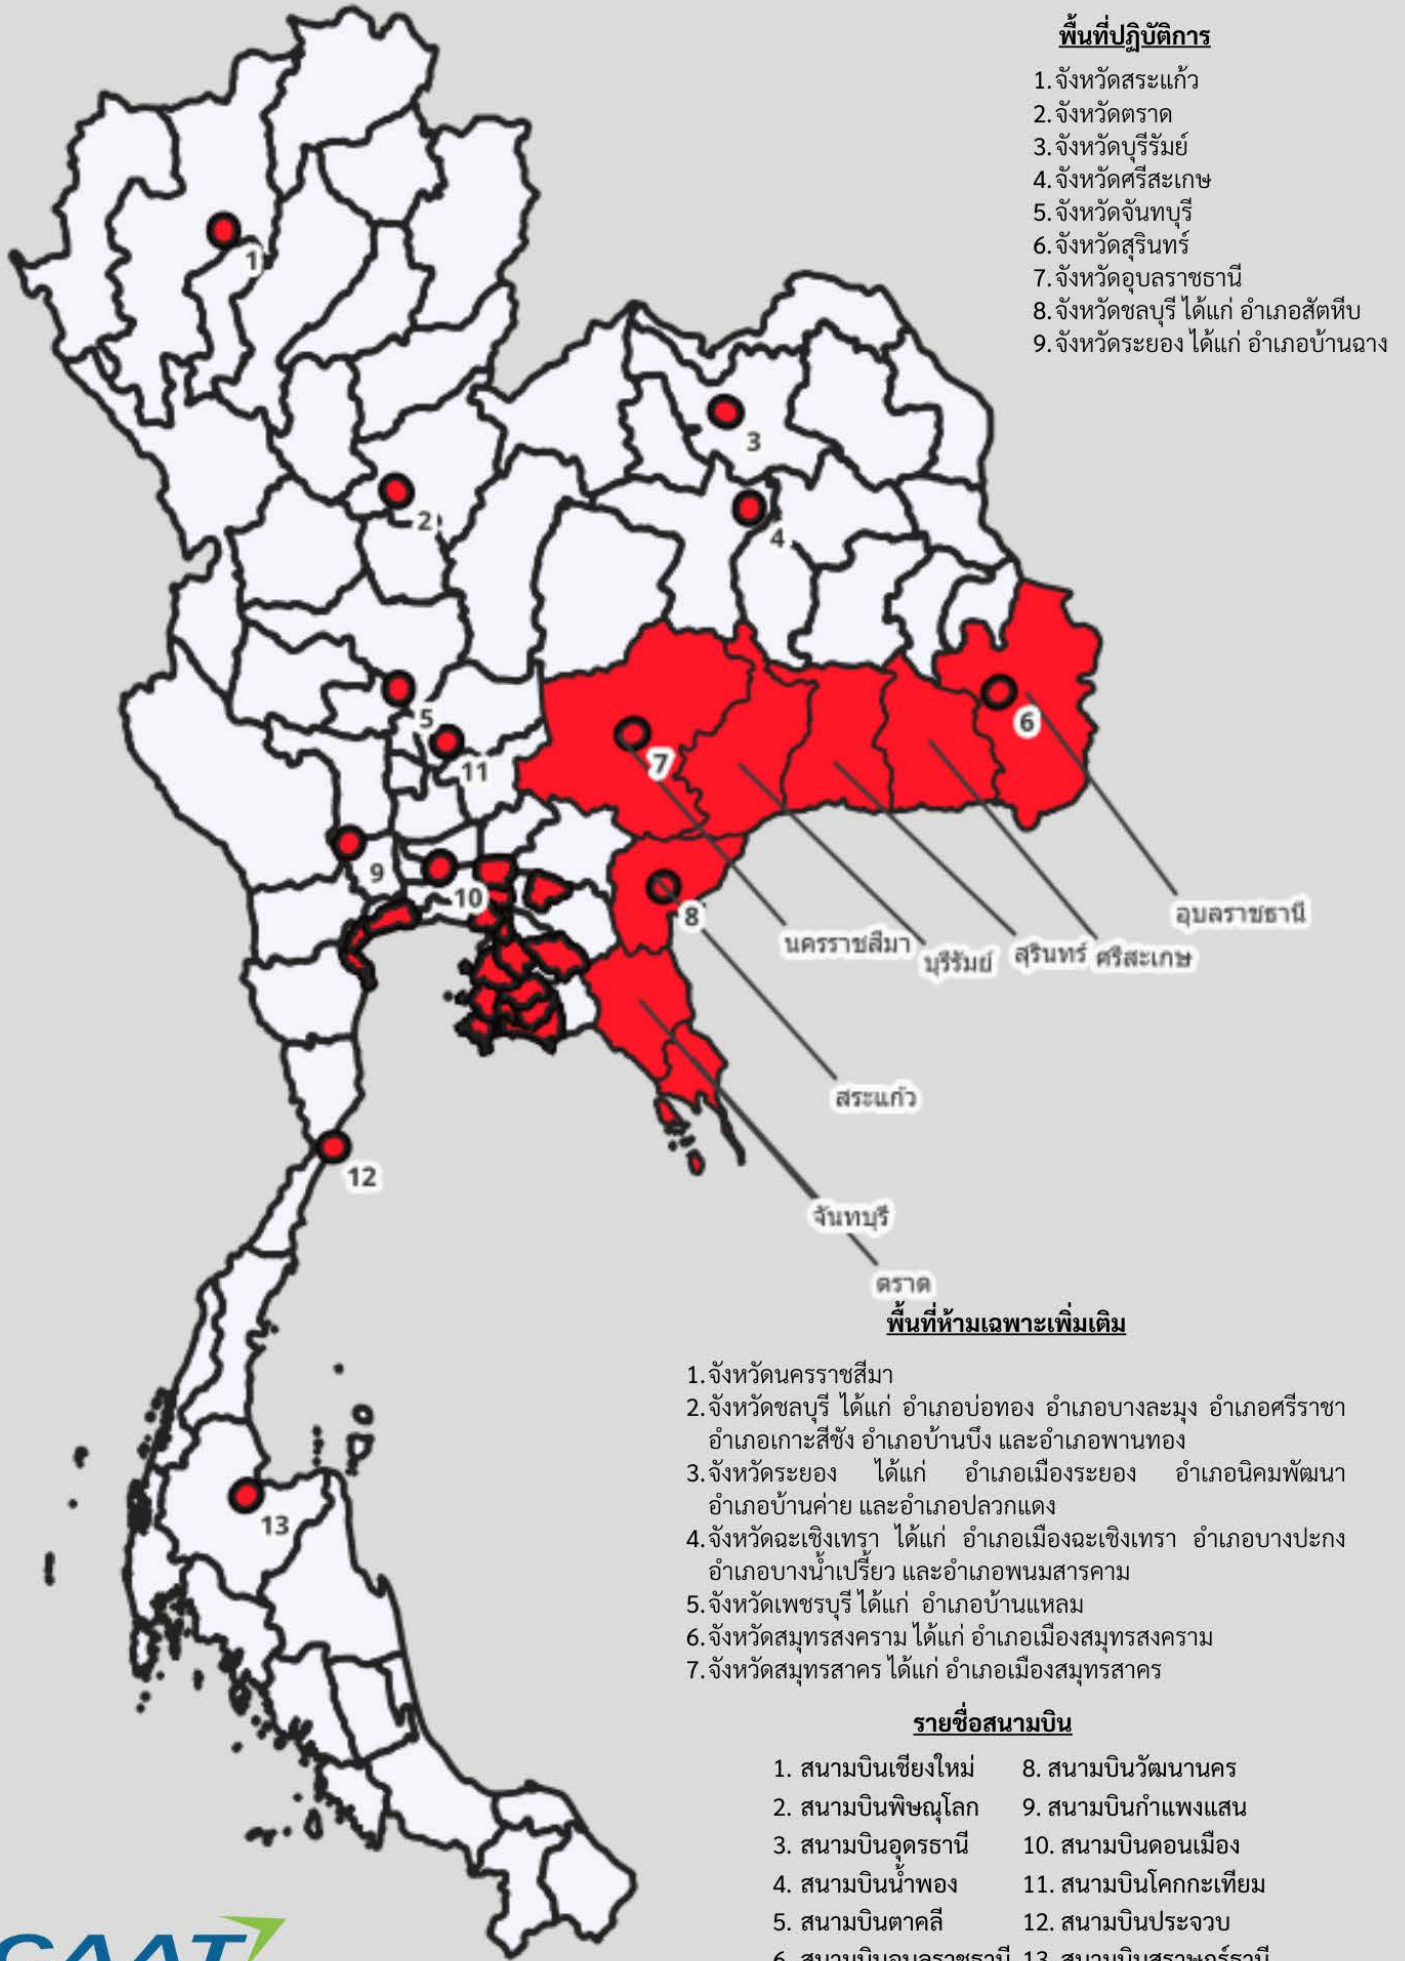 พื้นที่ปฏิบัติการ
1.จังหวัดสระแก้ว
2.จังหวัดตราด
3.จังหวัดบุรีรัมย์
4.จังหวัดศรีสะเกษ
5.จังหวัดจันทบุรี
6.จังหวัดสุรินทร์
7.จังหวัดอุบลราชธานี
8.จังหวัดชลบุรี ได้แก่ อำเภอสัตหีบ
9.จังหวัดระยอง ได้แก่ อำเภอบ้านฉาง
1
3
2
4
5
6
11
7
9
10
8
อุบลราชธานี
นครราชสีมา
บุรีรัมย์
สุรินทร์
ศรีสะเกษ
สระแก้ว
12
จันทบุรี
ตราด
13
พื้นที่ห้ามเฉพาะเพิ่มเติม
1.จังหวัดนครราชสีมา
2.จังหวัดชลบุรี ได้แก่ อำเภอบ่อทอง อำเภอบางละมุง อำเภอศรีราชา
อำเภอเกาะสีชัง อำเภอบ้านบึง และอำเภอพานทอง
3.จังหวัดระยอง ได้แก่ อำเภอเมืองระยอง อำเภอนิคมพัฒนา
อำเภอบ้านค่าย และอำเภอปลวกแดง
4.จังหวัดฉะเชิงเทรา ได้แก่ อำเภอเมืองฉะเชิงเทรา อำเภอบางปะกง
อำเภอบางน้ำเปรี้ยว และอำเภอพนมสารคาม
5.จังหวัดเพชรบุรี ได้แก่ อำเภอบ้านแหลม
6.จังหวัดสมุทรสงคราม ได้แก่ อำเภอเมืองสมุทรสงคราม
7.จังหวัดสมุทรสาคร ได้แก่ อำเภอเมืองสมุทรสาคร
รายชื่อสนามบิน
1. สนามบินเชียงใหม่ 8. สนามบินวัฒนานคร
2. สนามบินพิษณุโลก 9. สนามบินกำแพงแสน
3. สนามบินอุดรธานี 10. สนามบินดอนเมือง
4. สนามบินน้ำพอง 11. สนามบินโคกกะเทียม
5. สนามบินตาคลี 12. สนามบินประจวบ
6. สนามบินอุบลราชธานี 13. สนามบินสุราษฎร์ธานี
CAAT